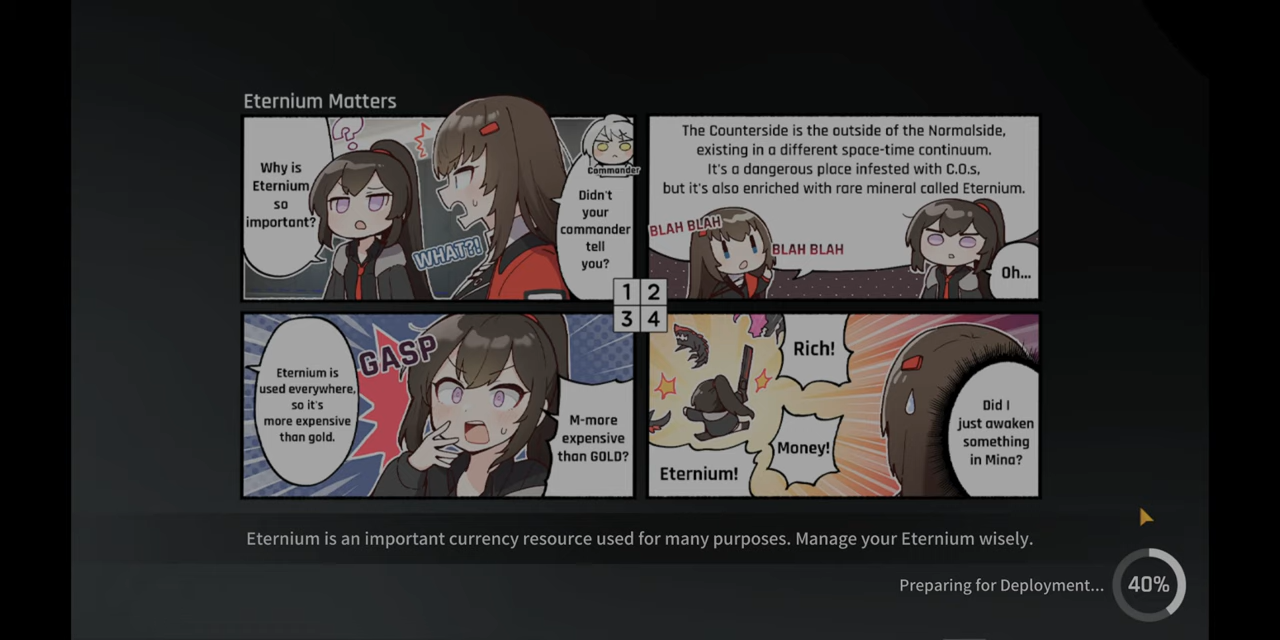 Eternium Matters
Why is
Eternium
so
important?
WHAT?!
Commander
Didn't
your
commander
tell
you?
The Counterside is the outside of the Normalside,
existing in a different space-time continuum.
It's a dangerous place infested with C.O.s,
but it's also enriched with rare mineral called Eternium.
BLAH BLAH
BLAH BLAH
Oh...
1 2
3 4
Eternium is
used everywhere,
so it's
more expensive
than gold.
GASP
M-more
expensive
than GOLD?
Rich!
Money!
Eternium!
Did I
just awaken
something
in Mina?
Eternium is an important currency resource used for many purposes. Manage your Eternium wisely.
Preparing for Deployment...
40%